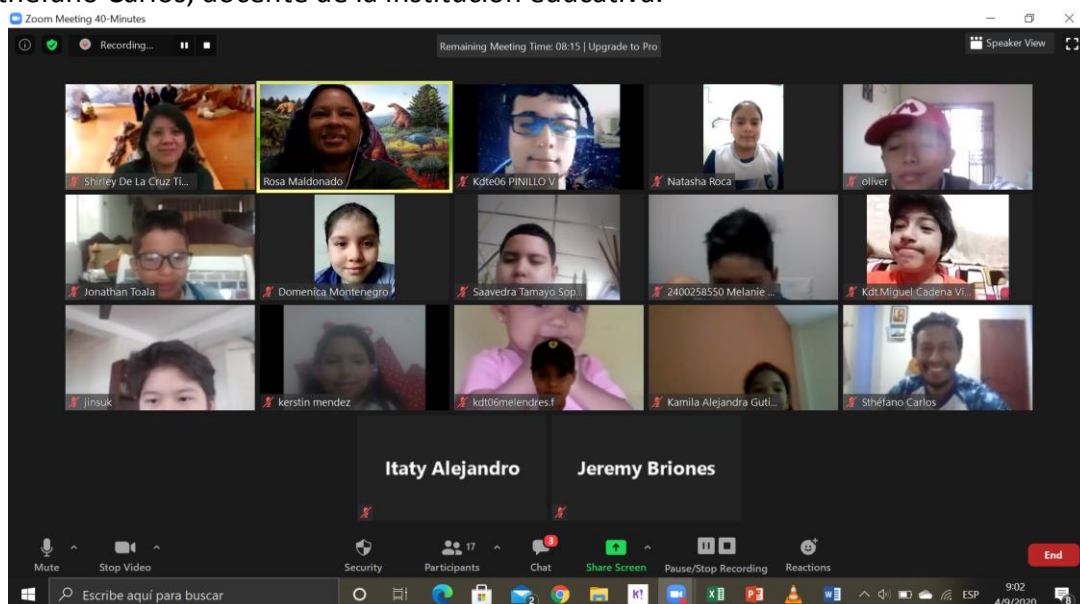 Sthéfano Carlos, docente de la institución educativa.
Zoom Meeting 40-Minutes
Recording...
Remaining Meeting Time: 08:15 | Upgrade to Pro
Speaker View
Shirley De La Cruz Ti...
Rosa Maldonado
Kdte06 PINILLO V
Natasha Roca
oliver
Jonathan Toala
Domenica Montenegro
Saavedra Tamayo Sop...
2400258550 Melanie ...
Kdt.Miguel Cadena Vi...
jinsuk
kerstin mendez
kdt06melendres.f
Kamila Alejandra Guti...
Sthéfano Carlos
Itaty Alejandro
Jeremy Briones
Mute
Stop Video
Security
17
Participants
3
Chat
Share Screen
Pause/Stop Recording
Reactions
End
Escribe aquí para buscar
2
K!
ESP
9:02
4/9/2020
8